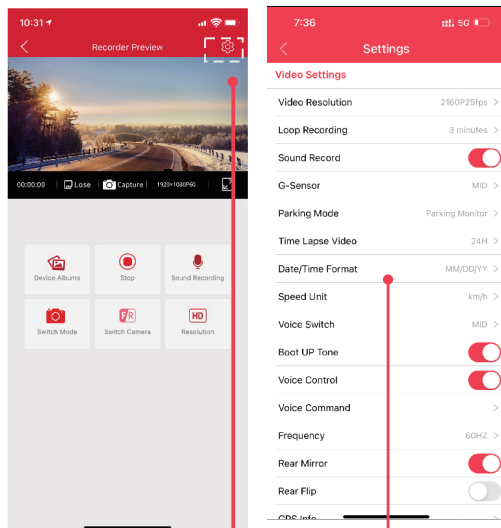 10:31
Recorder Preview
00:00:00 Lose Capture 1920×1080P60
Device Albums Stop Sound Recording
FR HD
Switch Mode Switch Camera Resolution
7:36 5G
Settings
Video Settings
Video Resolution 2160P25fps >
Loop Recording 3 minutes >
Sound Record
G-Sensor MID >
Parking Mode Parking Monitor >
Time Lapse Video 24H >
Date/Time Format MM/DD/YY >
Speed Unit km/h >
Voice Switch MID >
Boot UP Tone
Voice Control
Voice Command >
Frequency 60HZ >
Rear Mirror
Rear Flip
GPS Info